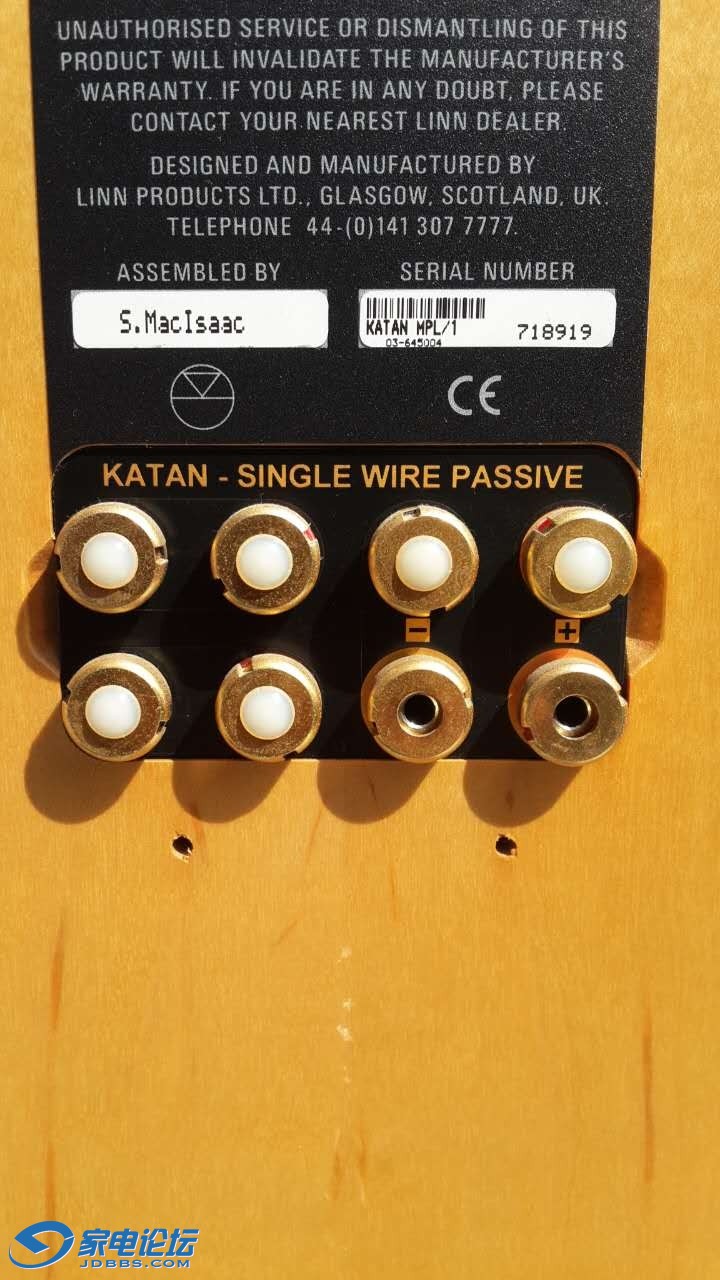 UNAUTHORISED SERVICE OR DISMANTLING OF THIS
PRODUCT WILL INVALIDATE THE MANUFACTURER'S
WARRANTY. IF YOU ARE IN ANY DOUBT, PLEASE
CONTACT YOUR NEAREST LINN DEALER.
DESIGNED AND MANUFACTURED BY
LINN PRODUCTS LTD., GLASGOW, SCOTLAND, UK.
TELEPHONE 44-(0)141 307 7777.
ASSEMBLED BY SERIAL NUMBER
S.MacIsaac KATAN MPL/1 718919
03-645004
CE
KATAN - SINGLE WIRE PASSIVE
- +
家电论坛
JDBBS.COM